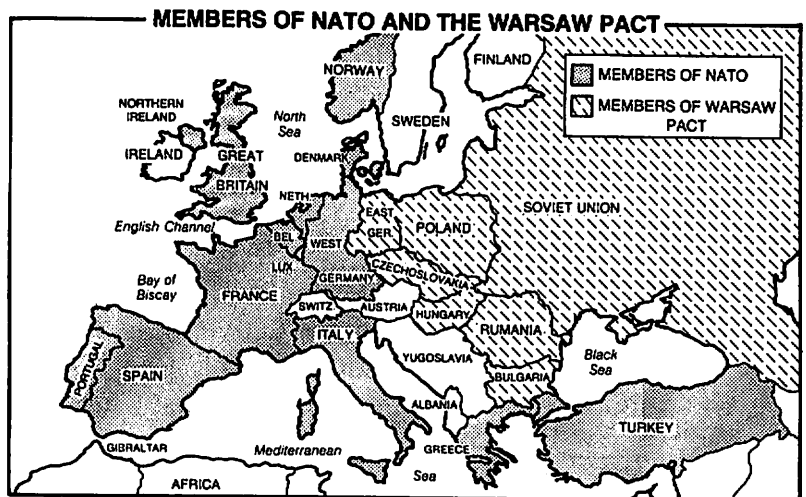 MEMBERS OF NATO AND THE WARSAW PACT
MEMBERS OF NATO
MEMBERS OF WARSAW
PACT
NORWAY
FINLAND
SWEDEN
NORTHERN
IRELAND
North
Sea
IRELAND
GREAT
BRITAIN
DENMARK
English Channel
NETH
BEL
LUX
WEST
GERMANY
EAST
GER.
POLAND
SOVIET UNION
CZECHOSLOVAKIA
Bay of
Biscay
FRANCE
SWITZ.
AUSTRIA
HUNGARY
RUMANIA
ITALY
YUGOSLAVIA
Black
Sea
BULGARIA
PORTUGAL
SPAIN
ALBANIA
GIBRALTAR
Mediterranean
Sea
GREECE
TURKEY
AFRICA